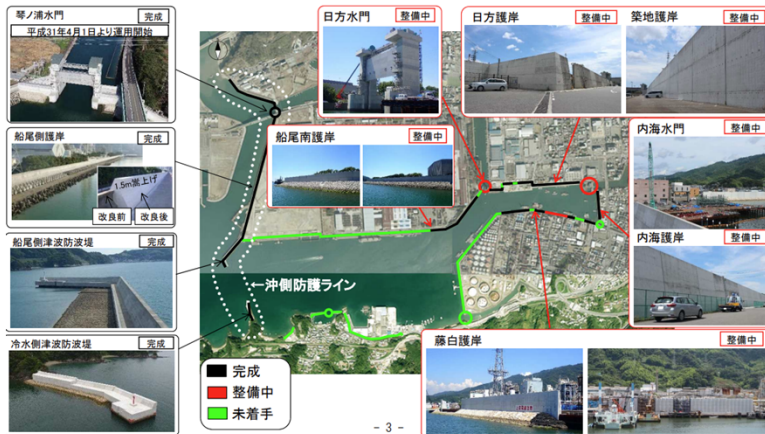 琴ノ浦水門
完成
平成31年4月1日より運用開始
船尾側護岸
完成
1.5m嵩上げ
改良前
改良後
船尾側津波防波堤
完成
冷水側津波防波堤
完成
日方水門
整備中
日方護岸
整備中
築地護岸
整備中
船尾南護岸
整備中
内海水門
整備中
内海護岸
整備中
←沖側防護ライン
藤白護岸
整備中
完成
整備中
未着手
- 3 -